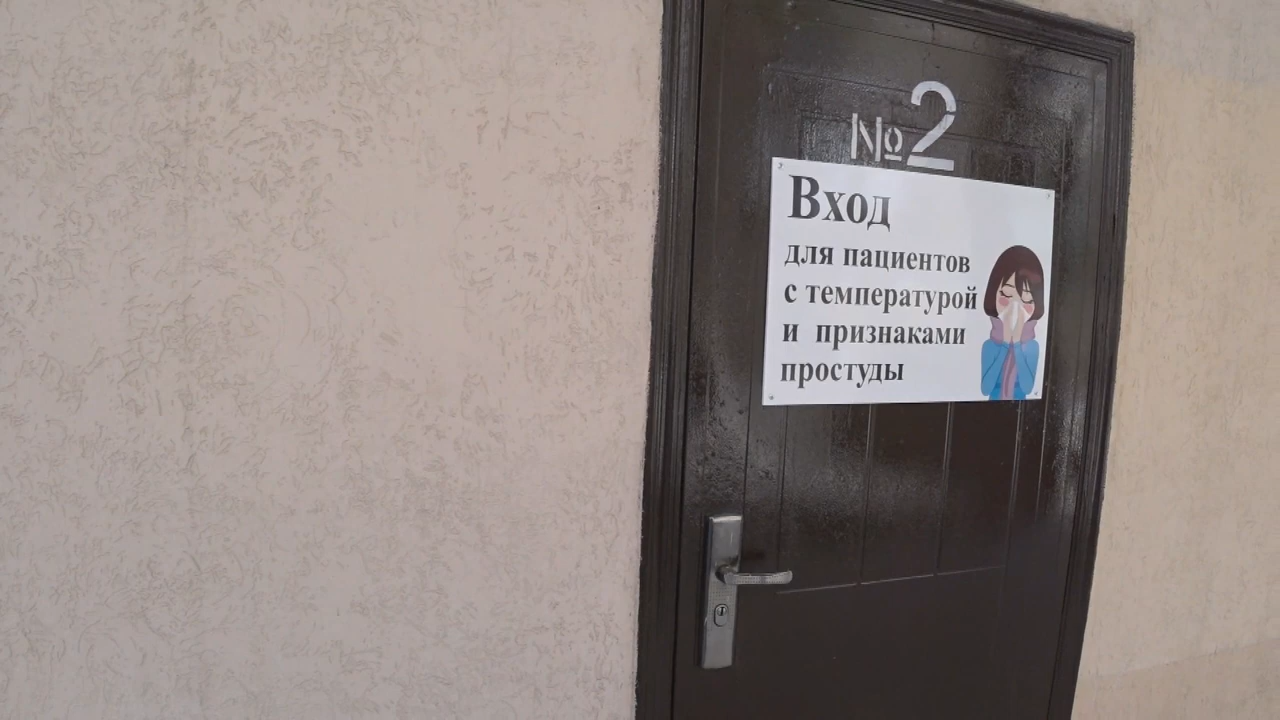 №2
Вход
для пациентов
с температурой
и признаками
простуды